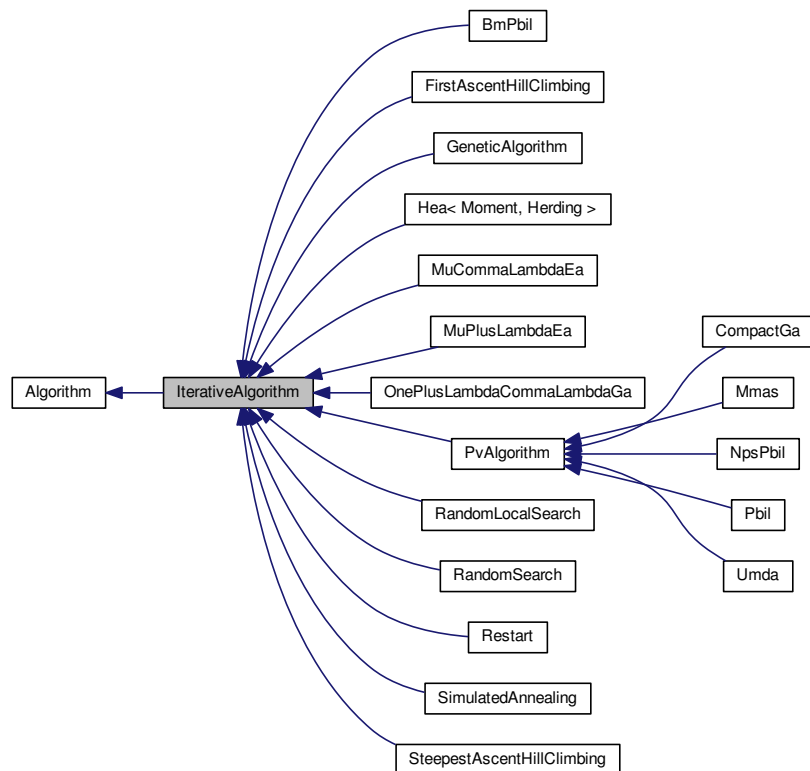 BmPbil
FirstAscentHillClimbing
GeneticAlgorithm
Hea< Moment, Herding >
MuCommaLambdaEa
MuPlusLambdaEa
CompactGa
Algorithm
IterativeAlgorithm
OnePlusLambdaCommaLambdaGa
Mmas
PvAlgorithm
NpsPbil
RandomLocalSearch
Pbil
RandomSearch
Umda
Restart
SimulatedAnnealing
SteepestAscentHillClimbing